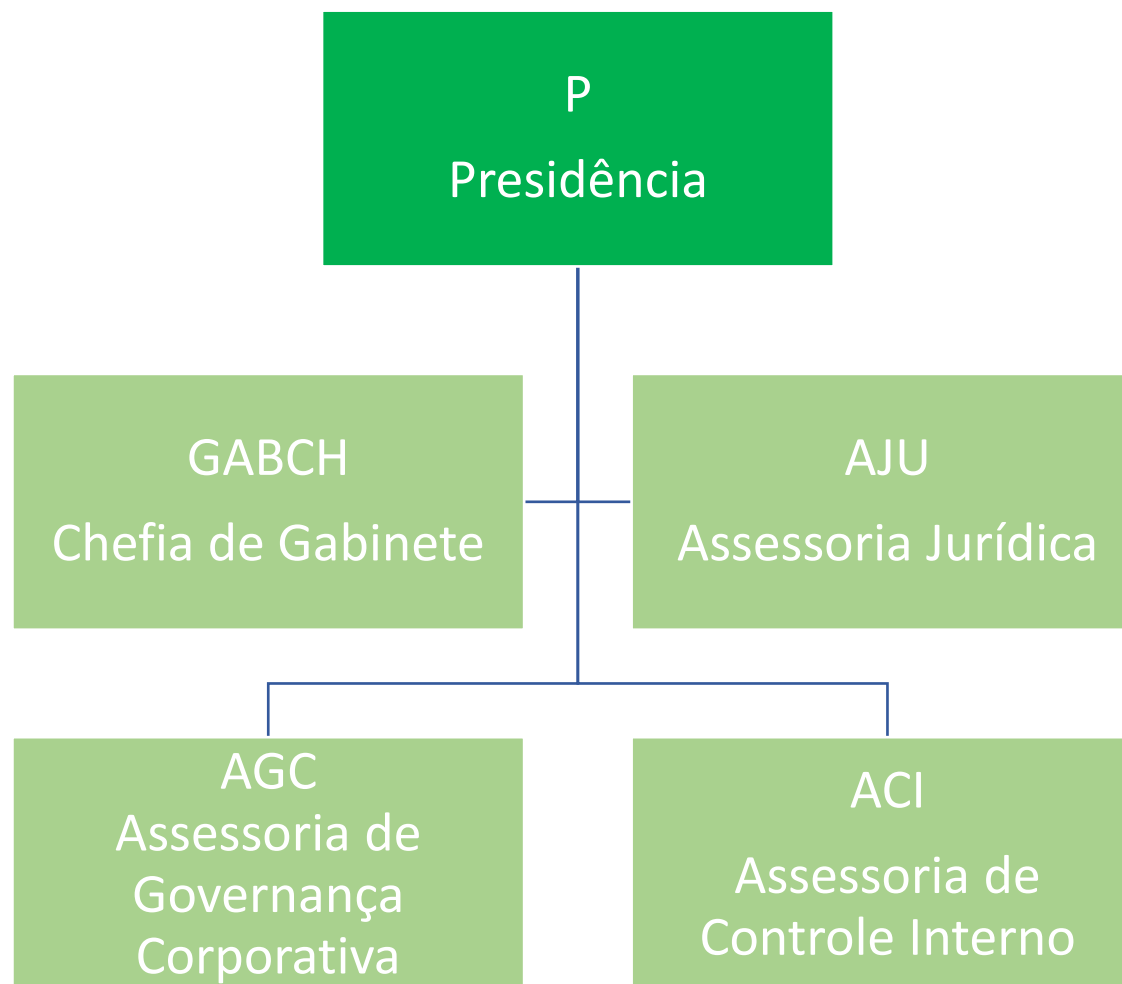 P
Presidência
GABCH
Chefia de Gabinete
AJU
Assessoria Jurídica
AGC
Assessoria de
Governança
Corporativa
ACI
Assessoria de
Controle Interno